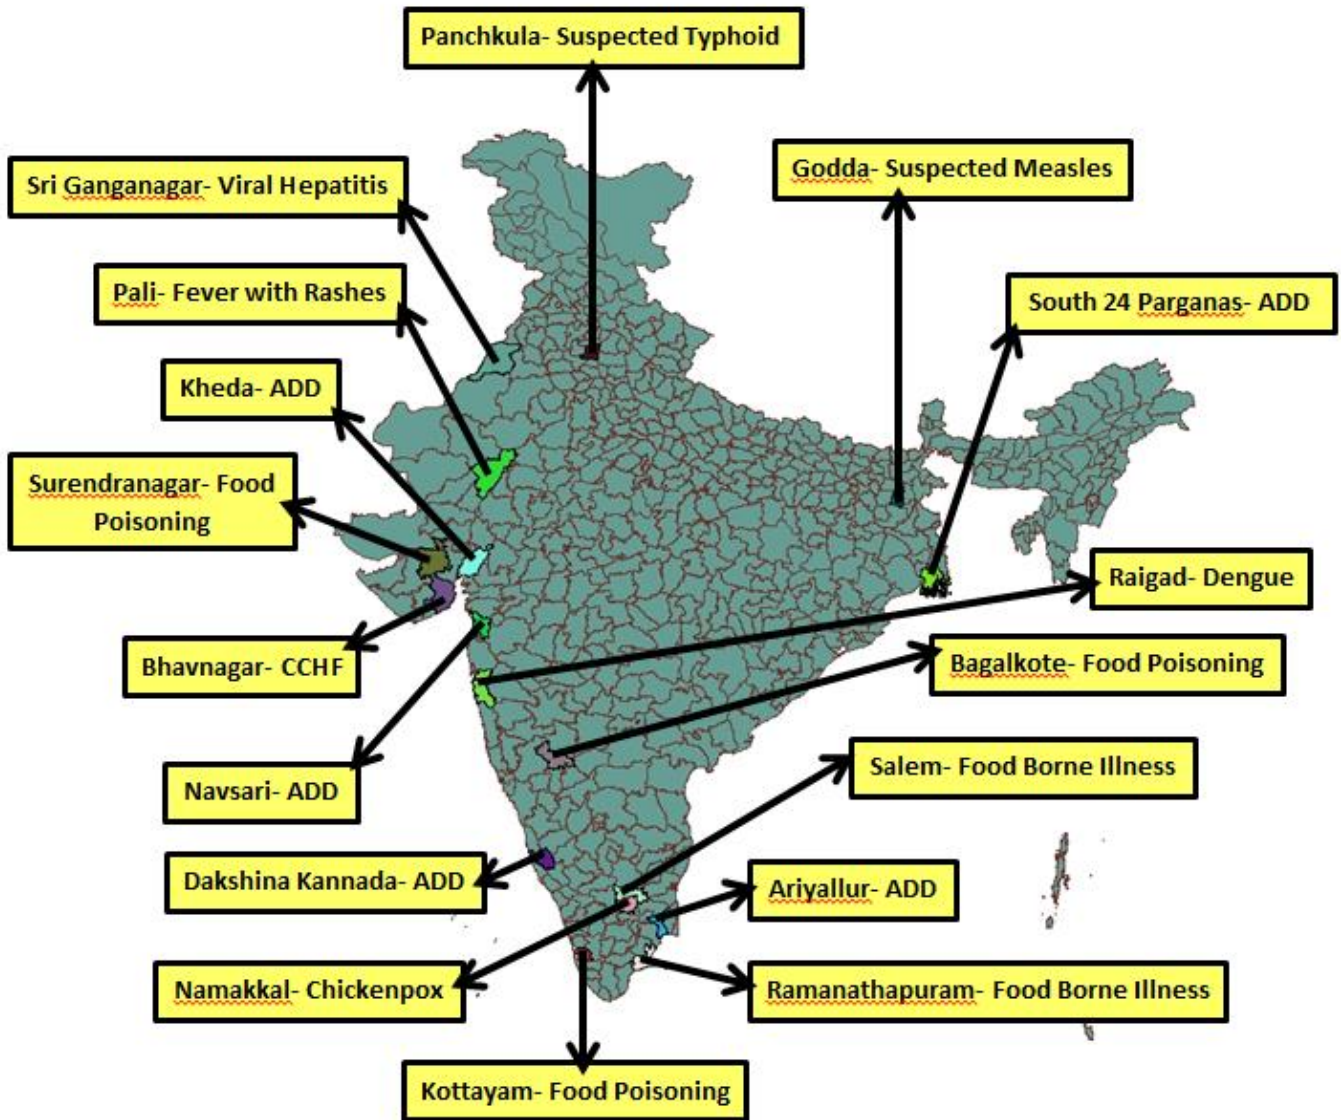 Panchkula- Suspected Typhoid
Sri Ganganagar- Viral Hepatitis
Godda- Suspected Measles
Pali- Fever with Rashes
South 24 Parganas- ADD
Kheda- ADD
Surendranagar- Food
Poisoning
Raigad- Dengue
Bhavnagar- CCHF
Bagalkote- Food Poisoning
Navsari- ADD
Salem- Food Borne Illness
Dakshina Kannada- ADD
Ariyallur- ADD
Namakkal- Chickenpox
Ramanathapuram- Food Borne Illness
Kottayam- Food Poisoning